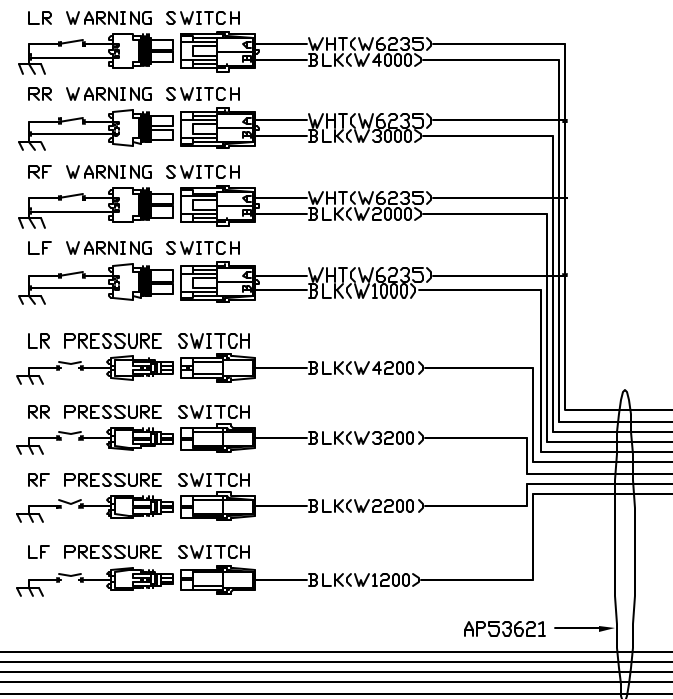 LR WARNING SWITCH
WHT(W6235)
BLK(W4000)
RR WARNING SWITCH
WHT(W6235)
BLK(W3000)
RF WARNING SWITCH
WHT(W6235)
BLK(W2000)
LF WARNING SWITCH
WHT(W6235)
BLK(W1000)
LR PRESSURE SWITCH
BLK(W4200)
RR PRESSURE SWITCH
BLK(W3200)
RF PRESSURE SWITCH
BLK(W2200)
LF PRESSURE SWITCH
BLK(W1200)
AP53621